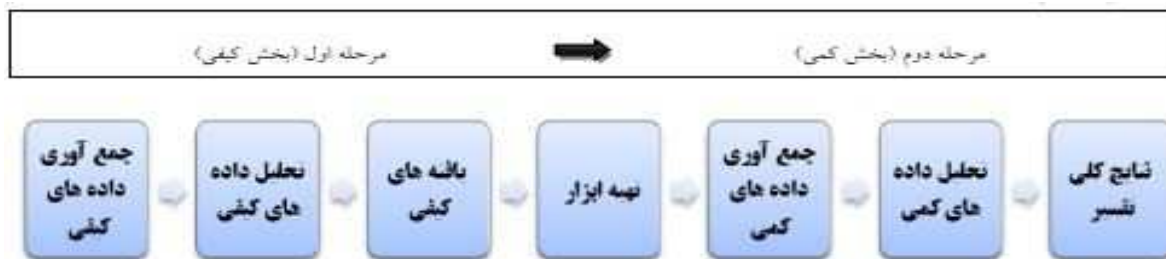 مرحله اول (بخش کیفی)
مرحله دوم (بخش کمی)
جمع آوری
داده های
کیفی
تحلیل داده
های کیفی
یافته های
کیفی
تهیه ابزار
جمع آوری
داده های
کمی
تحلیل داده
های کمی
نتایج کلی
تفسیر